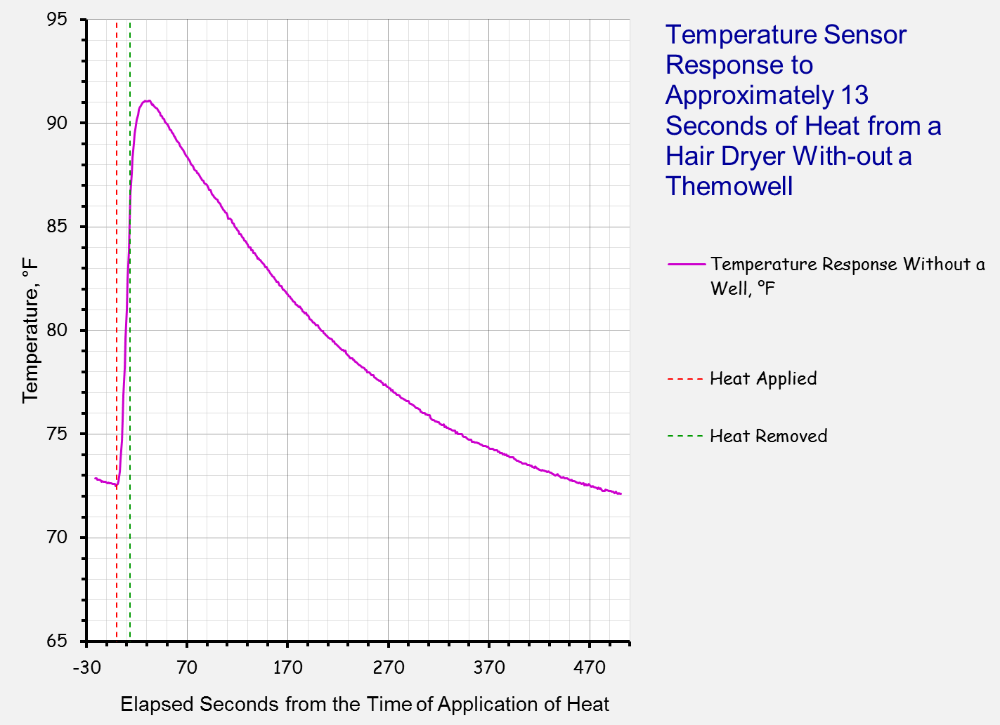 95
90
85
80
75
70
65
Temperature, °F
-30 70 170 270 370 470
Elapsed Seconds from the Time of Application of Heat
Temperature Sensor
Response to
Approximately 13
Seconds of Heat from a
Hair Dryer With-out a
Themowell
Temperature Response Without a
Well, °F
Heat Applied
Heat Removed